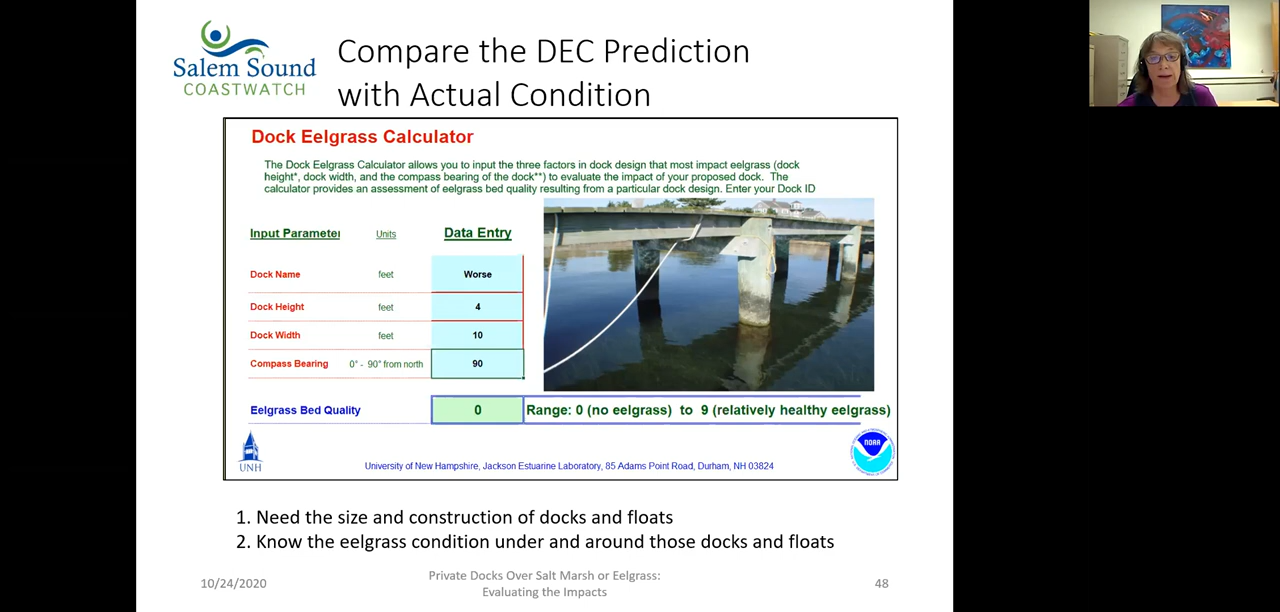 Salem Sound
COASTWATCH
Compare the DEC Prediction
with Actual Condition
Dock Eelgrass Calculator
The Dock Eelgrass Calculator allows you to input the three factors in dock design that most impact eelgrass (dock
height*, dock width, and the compass bearing of the dock**) to evaluate the impact of your proposed dock. The
calculator provides an assessment of eelgrass bed quality resulting from a particular dock design. Enter your Dock ID
Input Parameter Units Data Entry
Dock Name feet Worse
Dock Height feet 4
Dock Width feet 10
Compass Bearing 0° - 90° from north 90
Eelgrass Bed Quality 0 Range: 0 (no eelgrass) to 9 (relatively healthy eelgrass)
UNH
University of New Hampshire, Jackson Estuarine Laboratory, 85 Adams Point Road, Durham, NH 03824
NOAA
1. Need the size and construction of docks and floats
2. Know the eelgrass condition under and around those docks and floats
10/24/2020
Private Docks Over Salt Marsh or Eelgrass:
Evaluating the Impacts
48